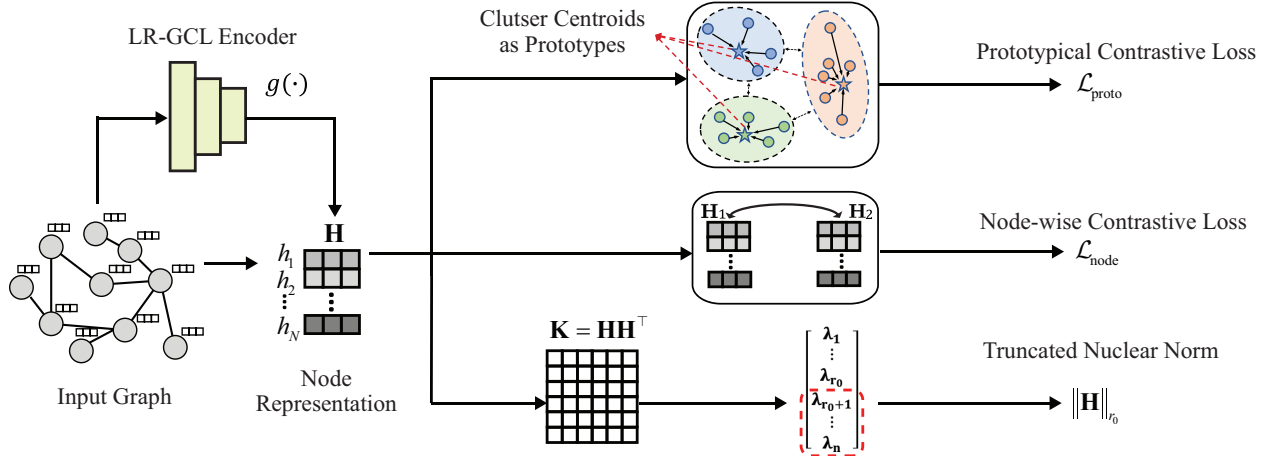 LR-GCL Encoder
g(·)
Clutser Centroids
as Prototypes
Prototypical Contrastive Loss
ℒproto
H
h1
h2
⋮
hN
Input Graph
Node
Representation
H1
H2
Node-wise Contrastive Loss
ℒnode
K = HH⊤
λ1
⋮
λr0
λr0+1
⋮
λn
Truncated Nuclear Norm
‖H‖r0